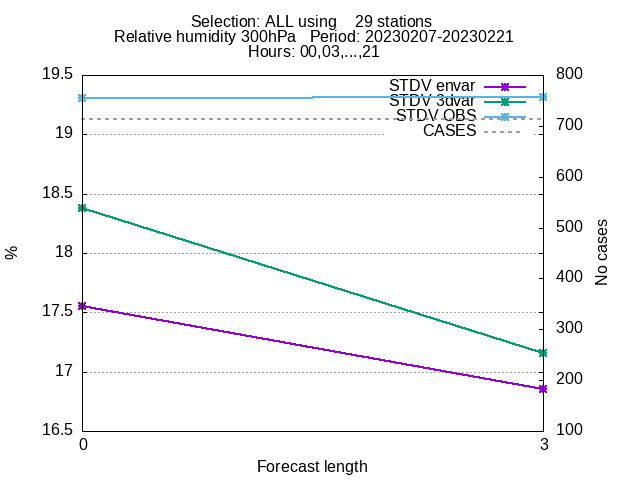 Selection: ALL using    29 stations
Relative humidity 300hPa   Period: 20230207-20230221
Hours: 00,03,...,21
STDV envar
STDV 3dvar
STDV OBS
CASES
19.5
19
18.5
18
17.5
17
16.5
%
800
700
600
500
400
300
200
100
No cases
0
3
Forecast length